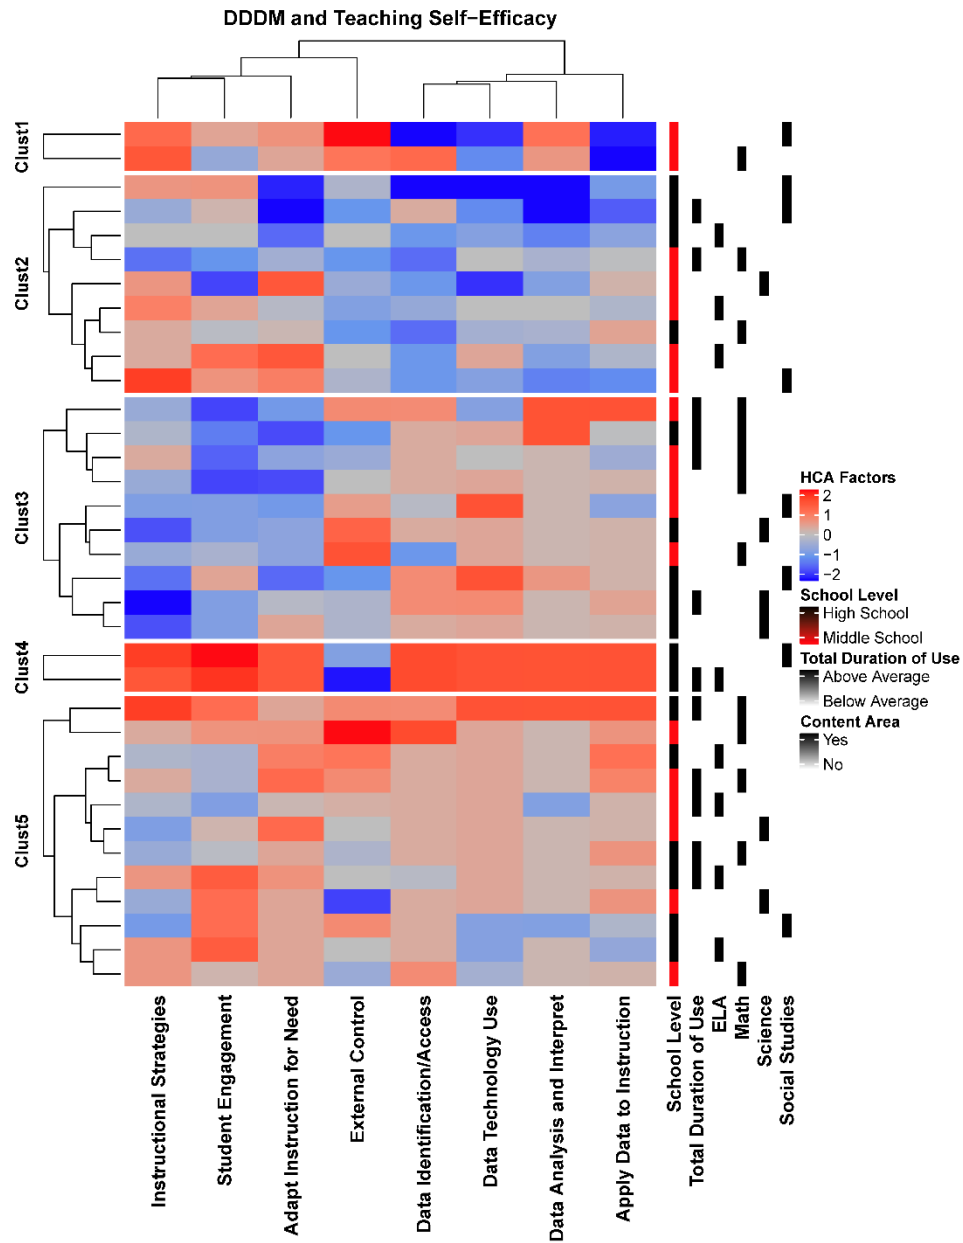 DDDM and Teaching Self−Efficacy
Clust1
Clust2
Clust3
Clust4
Clust5
HCA Factors
2
1
0
−1
−2
School Level
High School
Middle School
Total Duration of Use
Above Average
Below Average
Content Area
Yes
No
Instructional Strategies
Student Engagement
Adapt Instruction for Need
External Control
Data Identification/Access
Data Technology Use
Data Analysis and Interpret
Apply Data to Instruction
School Level
Total Duration of Use
ELA
Math
Science
Social Studies